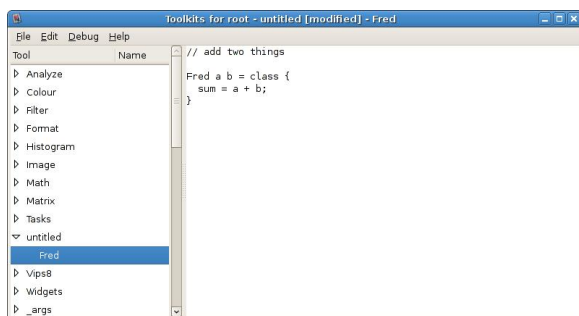 Toolkits for root - untitled [modified] - Fred
File Edit Debug Help
Tool Name
Analyze
Colour
Filter
Format
Histogram
Image
Math
Matrix
Tasks
untitled
Fred
Vips8
Widgets
_args
// add two things
Fred a b = class {
sum = a + b;
}